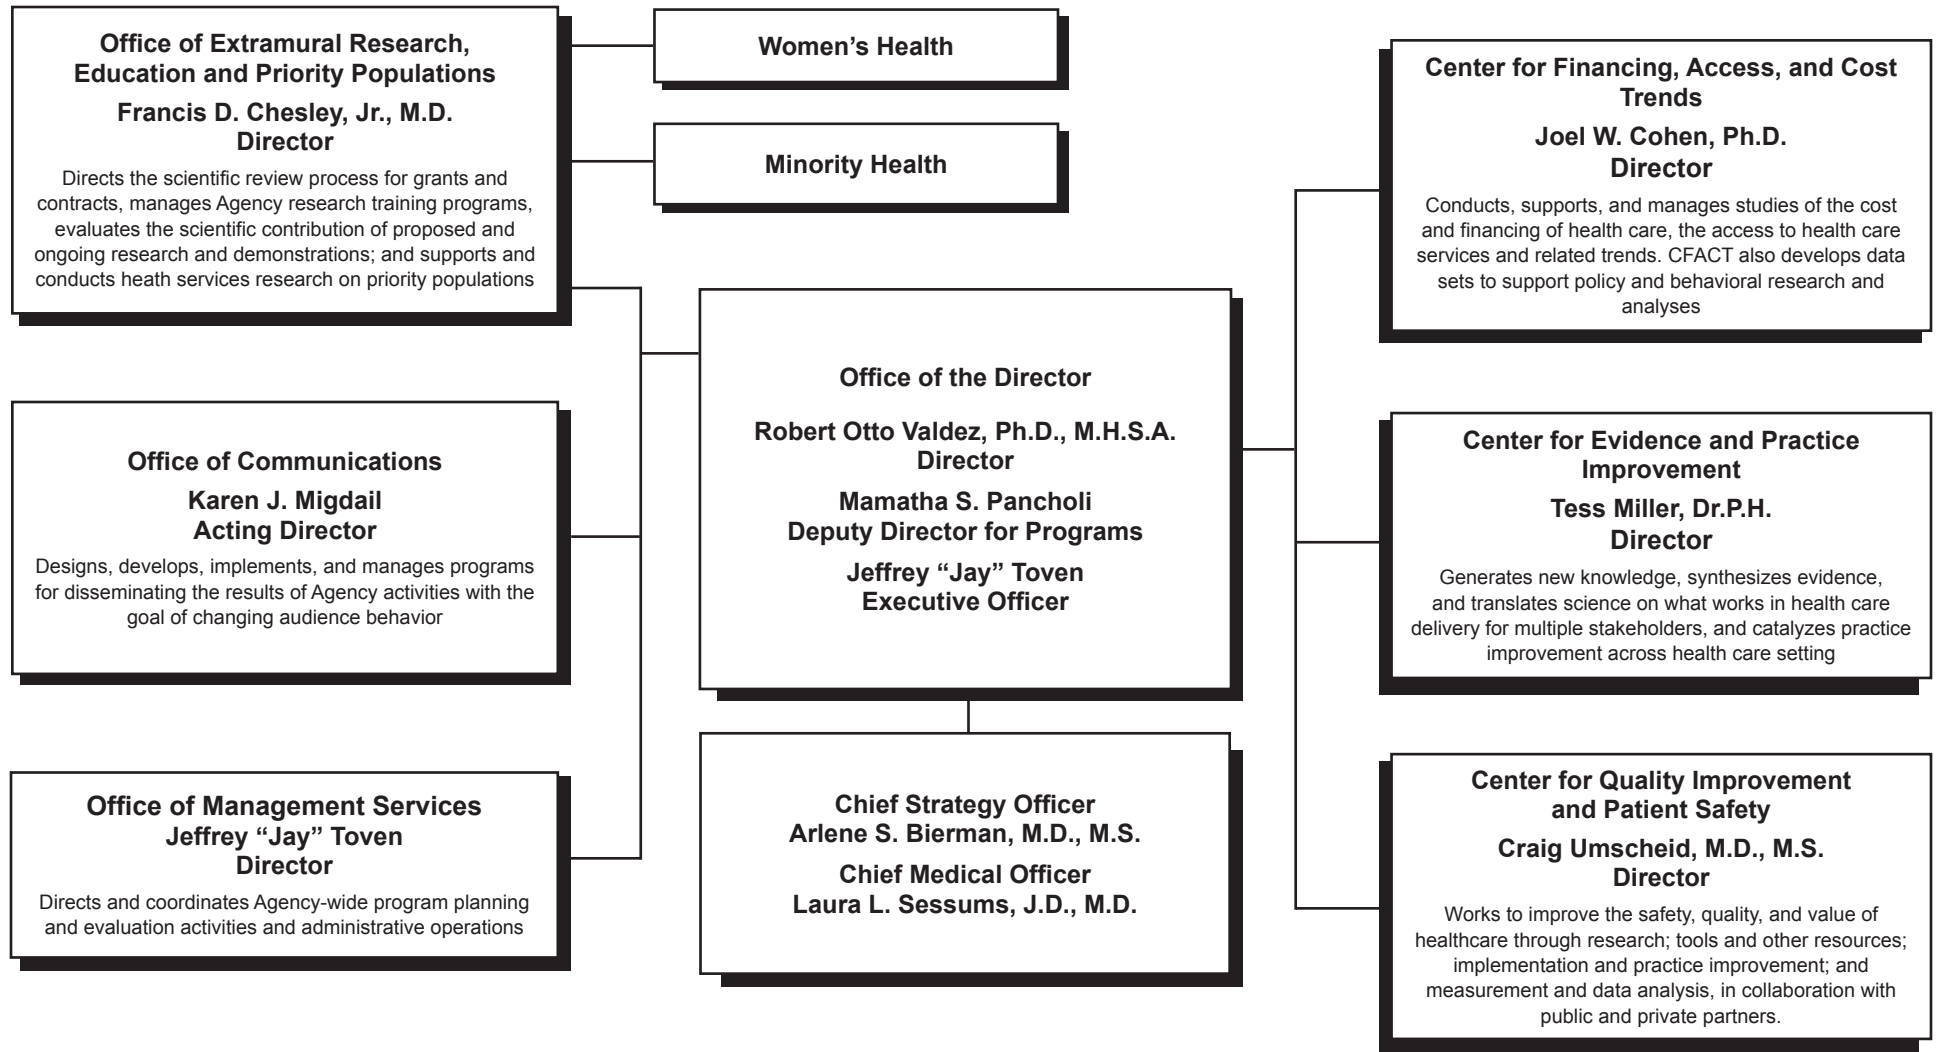 Office of Extramural Research,
Education and Priority Populations
Francis D. Chesley, Jr., M.D.
Director
Directs the scientific review process for grants and
contracts, manages Agency research training programs,
evaluates the scientific contribution of proposed and
ongoing research and demonstrations; and supports and
conducts heath services research on priority populations
Women’s Health
Minority Health
Office of Communications
Karen J. Migdail
Acting Director
Designs, develops, implements, and manages programs
for disseminating the results of Agency activities with the
goal of changing audience behavior
Office of Management Services
Jeffrey “Jay” Toven
Director
Directs and coordinates Agency-wide program planning
and evaluation activities and administrative operations
Office of the Director
Robert Otto Valdez, Ph.D., M.H.S.A.
Director
Mamatha S. Pancholi
Deputy Director for Programs
Jeffrey “Jay” Toven
Executive Officer
Chief Strategy Officer
Arlene S. Bierman, M.D., M.S.
Chief Medical Officer
Laura L. Sessums, J.D., M.D.
Center for Financing, Access, and Cost
Trends
Joel W. Cohen, Ph.D.
Director
Conducts, supports, and manages studies of the cost
and financing of health care, the access to health care
services and related trends. CFACT also develops data
sets to support policy and behavioral research and
analyses
Center for Evidence and Practice
Improvement
Tess Miller, Dr.P.H.
Director
Generates new knowledge, synthesizes evidence,
and translates science on what works in health care
delivery for multiple stakeholders, and catalyzes practice
improvement across health care setting
Center for Quality Improvement
and Patient Safety
Craig Umscheid, M.D., M.S.
Director
Works to improve the safety, quality, and value of
healthcare through research; tools and other resources;
implementation and practice improvement; and
measurement and data analysis, in collaboration with
public and private partners.